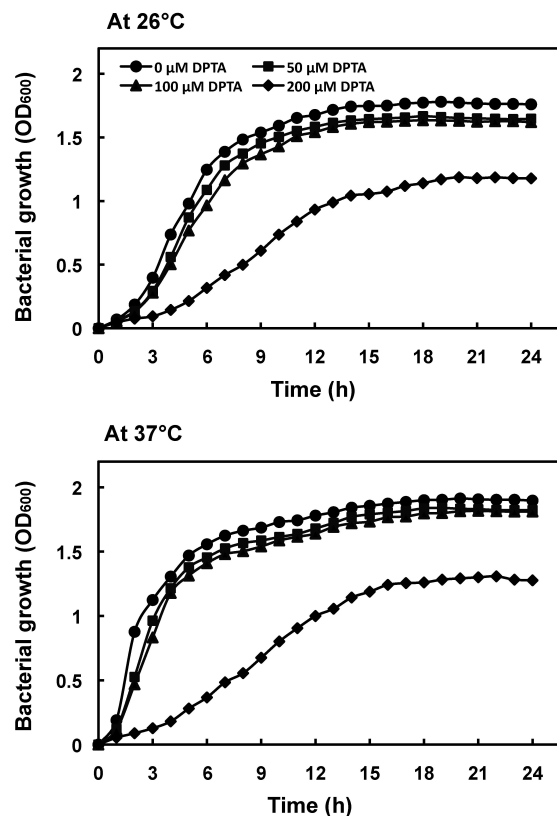 At 26°C
Bacterial growth (OD600)
2
1.5
1
0.5
0
0 μM DPTA 50 μM DPTA
100 μM DPTA 200 μM DPTA
0 3 6 9 12 15 18 21 24
Time (h)
At 37°C
Bacterial growth (OD600)
2
1.5
1
0.5
0
0 3 6 9 12 15 18 21 24
Time (h)